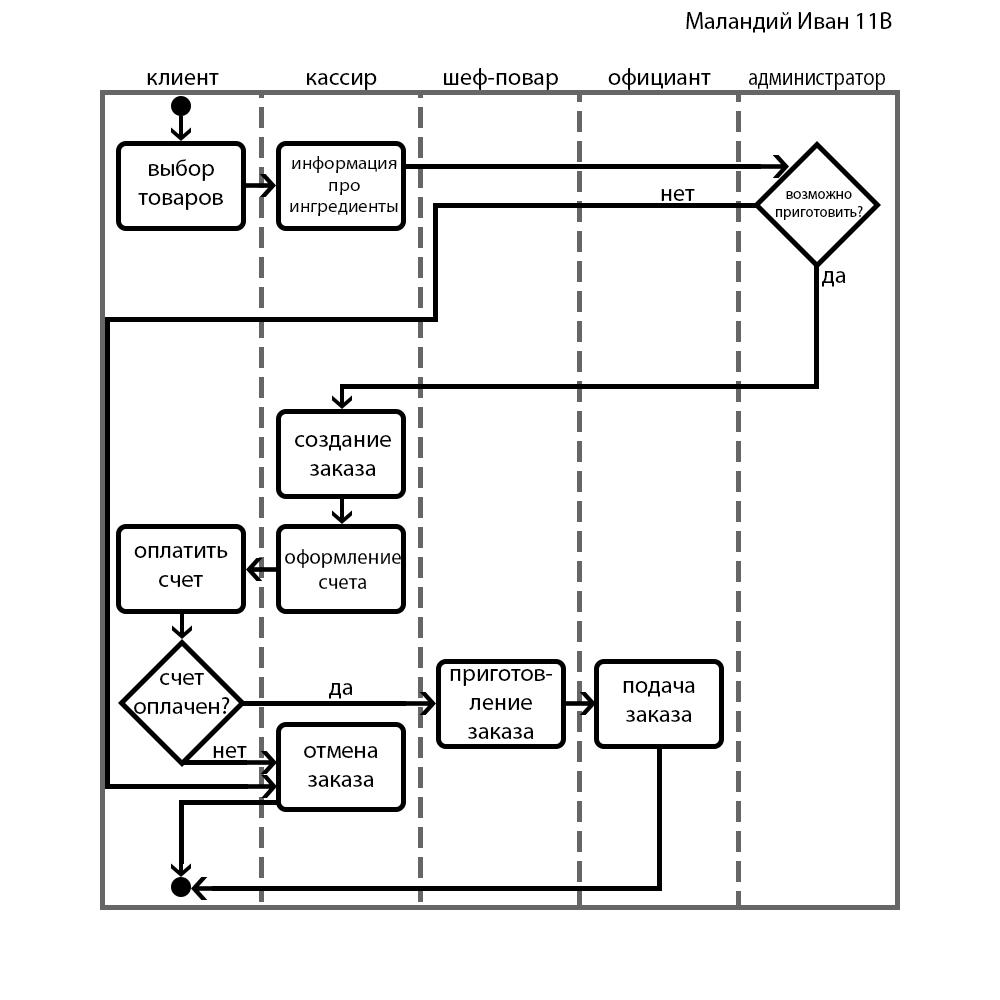 Маландий Иван 11В
клиент
кассир
шеф-повар
официант
администратор
выбор
товаров
информация
про
ингредиенты
возможно
приготовить?
нет
да
создание
заказа
оплатить
счет
оформление
счета
счет
оплачен?
да
нет
отмена
заказа
приготов-
ление
заказа
подача
заказа